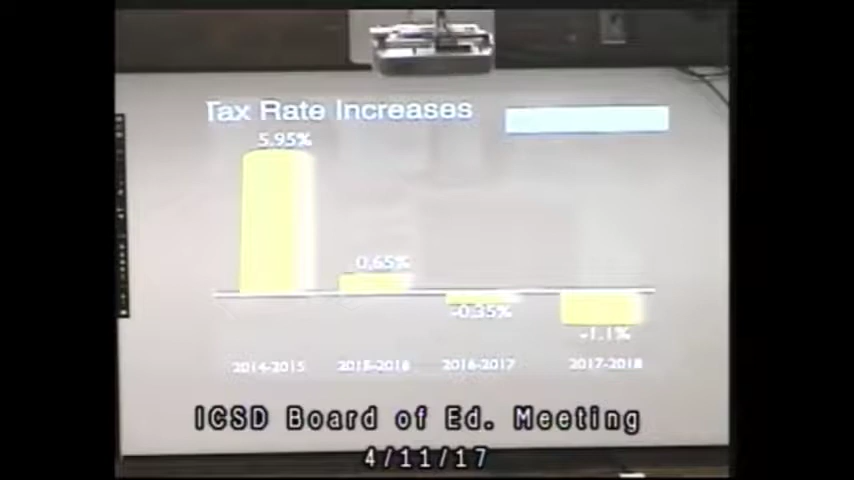 Tax Rate Increases
5.95%
0.65%
-0.35%
-1.1%
2014-2015 2015-2016 2016-2017 2017-2018
ICSD Board of Ed. Meeting
4/11/17